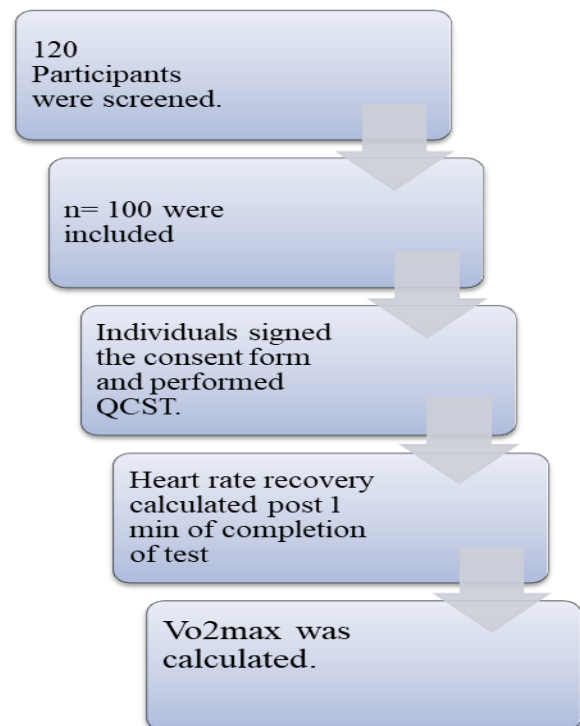 120
Participants
were screened.
n= 100 were
included
Individuals signed
the consent form
and performed
QCST.
Heart rate recovery
calculated post 1
min of completion
of test
Vo2max was
calculated.